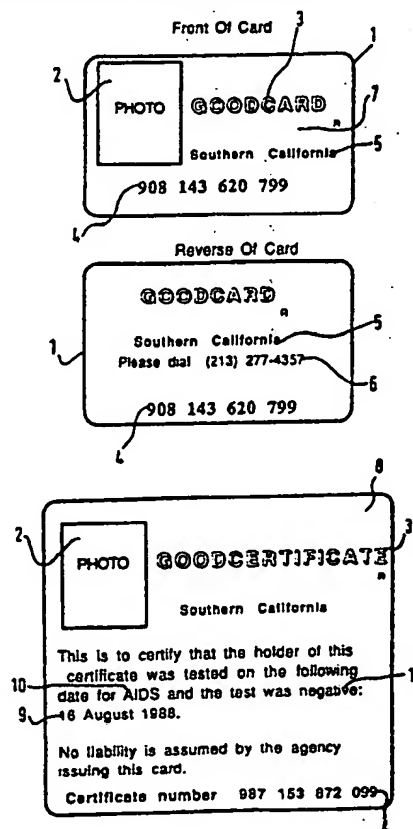 Front Of Card
3
1
2
PHOTO
GOODCARD
R
7
Southern California
5
908 143 620 799
4
Reverse Of Card
GOODCARD
R
Southern California
5
1
Please dial (213) 277-4357
6
908 143 620 799
4
8
2
3
PHOTO
GOODCERTIFICATE
R
Southern California
This is to certify that the holder of this
certificate was tested on the following
10
date for AIDS and the test was negative:
9
16 August 1988.
No liability is assumed by the agency
issuing this card.
Certificate number 987 153 872 099